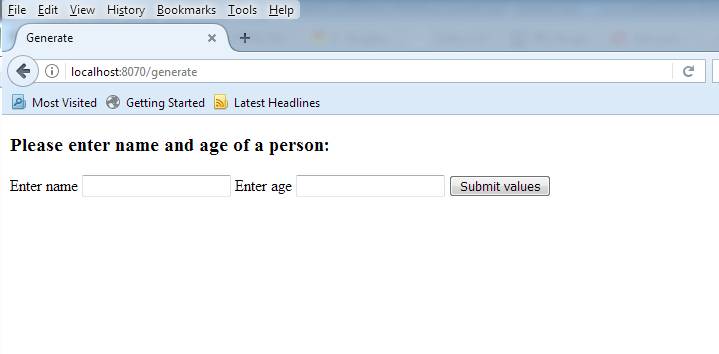 File Edit View History Bookmarks Tools Help
Generate
localhost:8070/generate
Most Visited Getting Started Latest Headlines
Please enter name and age of a person:
Enter name Enter age Submit values